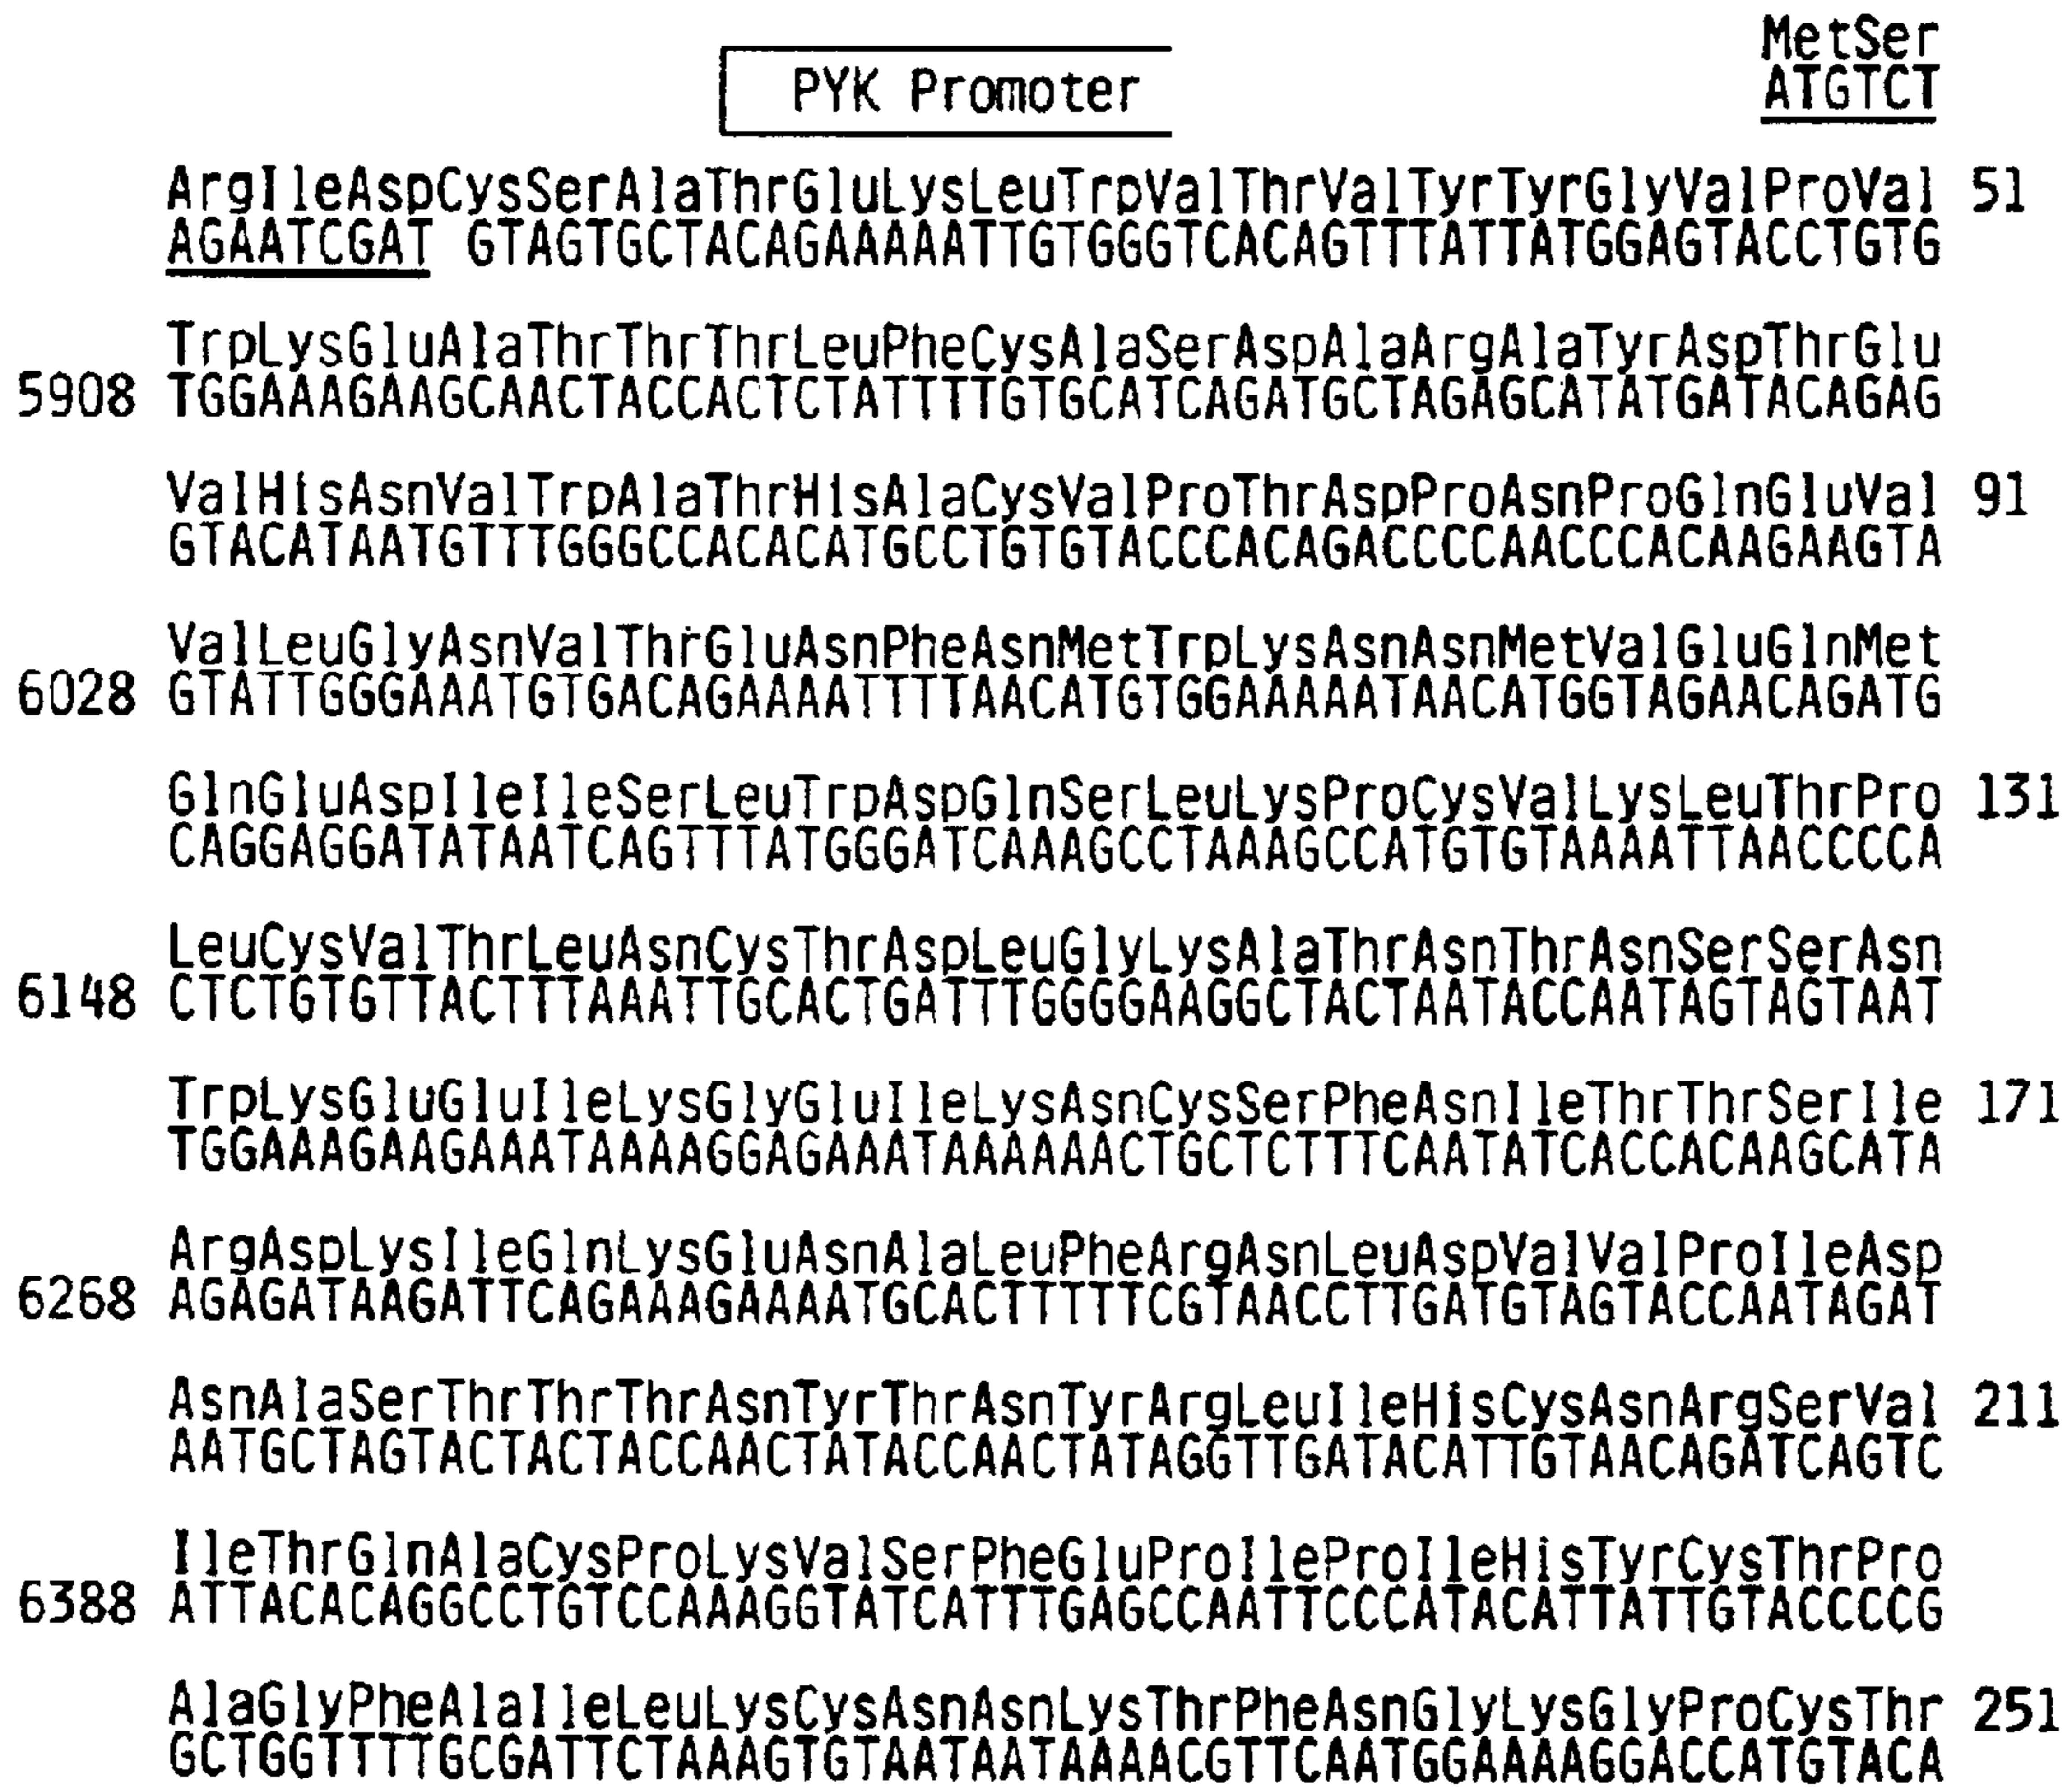 MetSer
PYK Promoter
ATGTCT
ArgIleAspCysSerAlaThrGluLysLeuTrpValThrValTyrTyrGlyValProVal 51
AGAATCGAT GTAGTGCTACAGAAAAATTGTGGGTCACAGTTTATTATGGAGTACCTGTG
TrpLysGluAlaThrThrThrLeuPheCysAlaSerAspAlaArgAlaTyrAspThrGlu
5908 TGGAAAGAAGCAACTACCACTCTATTTTGTGCATCAGATGCTAGAGCATATGATACAGAG
ValHisAsnValTrpAlaThrHisAlaCysValProThrAspProAsnProGlnGluVal 91
GTACATAATGTTTGGGCCACACATGCCTGTGTACCCACAGACCCCAACCCACAAGAAGTA
ValLeuGlyAsnValThrGluAsnPheAsnMetTrpLysAsnAsnMetValGluGlnMet
6028 GTATTGGGAAATGTGACAGAAAATTTTAACATGTGGAAAAATAACATGGTAGAACAGATG
GlnGluAspIleIleSerLeuTrpAspGlnSerLeuLysProCysValLysLeuThrPro 131
CAGGAGGATATAATCAGTTTATGGGATCAAAGCCTAAAGCCATGTGTAAAATTAACCCCA
LeuCysValThrLeuAsnCysThrAspLeuGlyLysAlaThrAsnThrAsnSerSerAsn
6148 CTCTGTGTTACTTTAAATTGCACTGATTTGGGGAAGGCTACTAATACCAATAGTAGTAAT
TrpLysGluGluIleLysGlyGluIleLysAsnCysSerPheAsnIleThrThrSerIle 171
TGGAAAGAAGAAATAAAAGGAGAAATAAAAAACTGCTCTTTCAATATCACCACAAGCATA
ArgAspLysIleGlnLysGluAsnAlaLeuPheArgAsnLeuAspValValProIleAsp
6268 AGAGATAAGATTCAGAAAGAAAATGCACTTTTTCGTAACCTTGATGTAGTACCAATAGAT
AsnAlaSerThrThrThrAsnTyrThrAsnTyrArgLeuIleHisCysAsnArgSerVal 211
AATGCTAGTACTACTACCAACTATACCAACTATAGGTTGATACATTGTAACAGATCAGTC
IleThrGlnAlaCysProLysValSerPheGluProIleProIleHisTyrCysThrPro
6388 ATTACACAGGCCTGTCCAAAGGTATCATTTGAGCCAATTCCCATACATTATTGTACCCCG
AlaGlyPheAlaIleLeuLysCysAsnAsnLysThrPheAsnGlyLysGlyProCysThr 251
GCTGGTTTTGCGATTCTAAAGTGTAATAATAAAACGTTCAATGGAAAAGGACCATGTACA